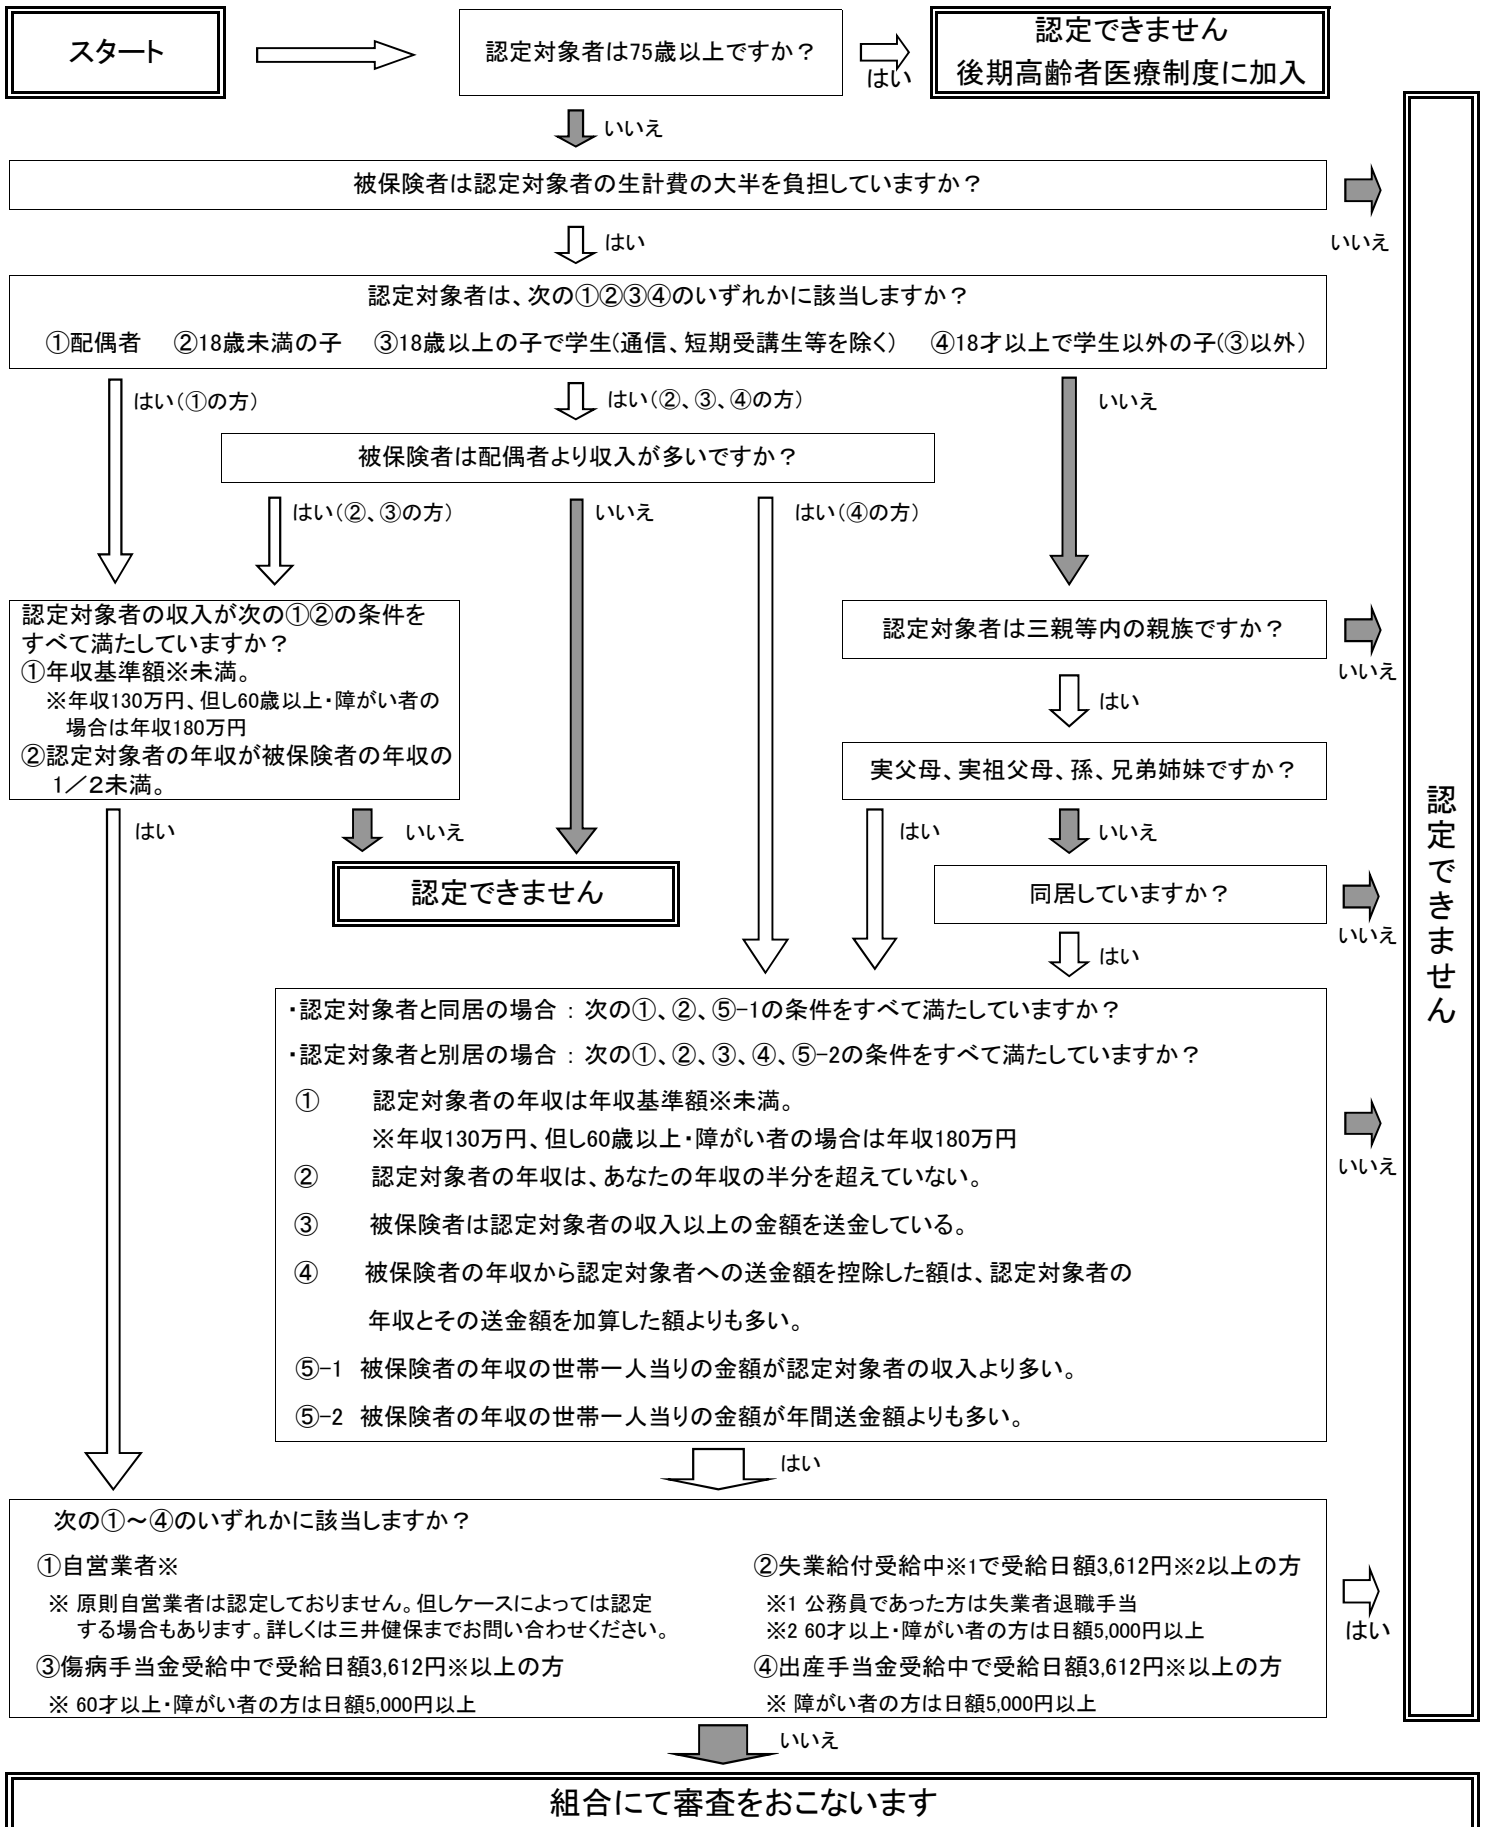 スタート
認定対象者は75歳以上ですか？
はい
認定できません
後期高齢者医療制度に加入
いいえ
被保険者は認定対象者の生計費の大半を負担していますか？
いいえ
はい
認定対象者は、次の①②③④のいずれかに該当しますか？
①配偶者 ②18歳未満の子 ③18歳以上の子で学生(通信、短期受講生等を除く) ④18才以上で学生以外の子(③以外)
はい(①の方)
はい(②、③、④の方)
いいえ
被保険者は配偶者より収入が多いですか？
はい(②、③の方)
いいえ
はい(④の方)
認定対象者の収入が次の①②の条件を
すべて満たしていますか？
①年収基準額※未満。
※年収130万円、但し60歳以上・障がい者の
場合は年収180万円
②認定対象者の年収が被保険者の年収の
1／2未満。
認定対象者は三親等内の親族ですか？
いいえ
はい
実父母、実祖父母、孫、兄弟姉妹ですか？
はい
いいえ
はい
いいえ
認定できません
同居していますか？
いいえ
はい
認定できません
・認定対象者と同居の場合 : 次の①、②、⑤-1の条件をすべて満たしていますか？
・認定対象者と別居の場合 : 次の①、②、③、④、⑤-2の条件をすべて満たしていますか？
① 認定対象者の年収は年収基準額※未満。
※年収130万円、但し60歳以上・障がい者の場合は年収180万円
② 認定対象者の年収は、あなたの年収の半分を超えていない。
③ 被保険者は認定対象者の収入以上の金額を送金している。
④ 被保険者の年収から認定対象者への送金額を控除した額は、認定対象者の
年収とその送金額を加算した額よりも多い。
⑤-1 被保険者の年収の世帯一人当りの金額が認定対象者の収入より多い。
⑤-2 被保険者の年収の世帯一人当りの金額が年間送金額よりも多い。
いいえ
はい
次の①～④のいずれかに該当しますか？
①自営業者※
※ 原則自営業者は認定しておりません。但しケースによっては認定
する場合もあります。詳しくは三井健保までお問い合わせください。
②失業給付受給中※1で受給日額3,612円※2以上の方
※1 公務員であった方は失業者退職手当
※2 60才以上・障がい者の方は日額5,000円以上
③傷病手当金受給中で受給日額3,612円※以上の方
※ 60才以上・障がい者の方は日額5,000円以上
④出産手当金受給中で受給日額3,612円※以上の方
※ 障がい者の方は日額5,000円以上
はい
いいえ
組合にて審査をおこないます